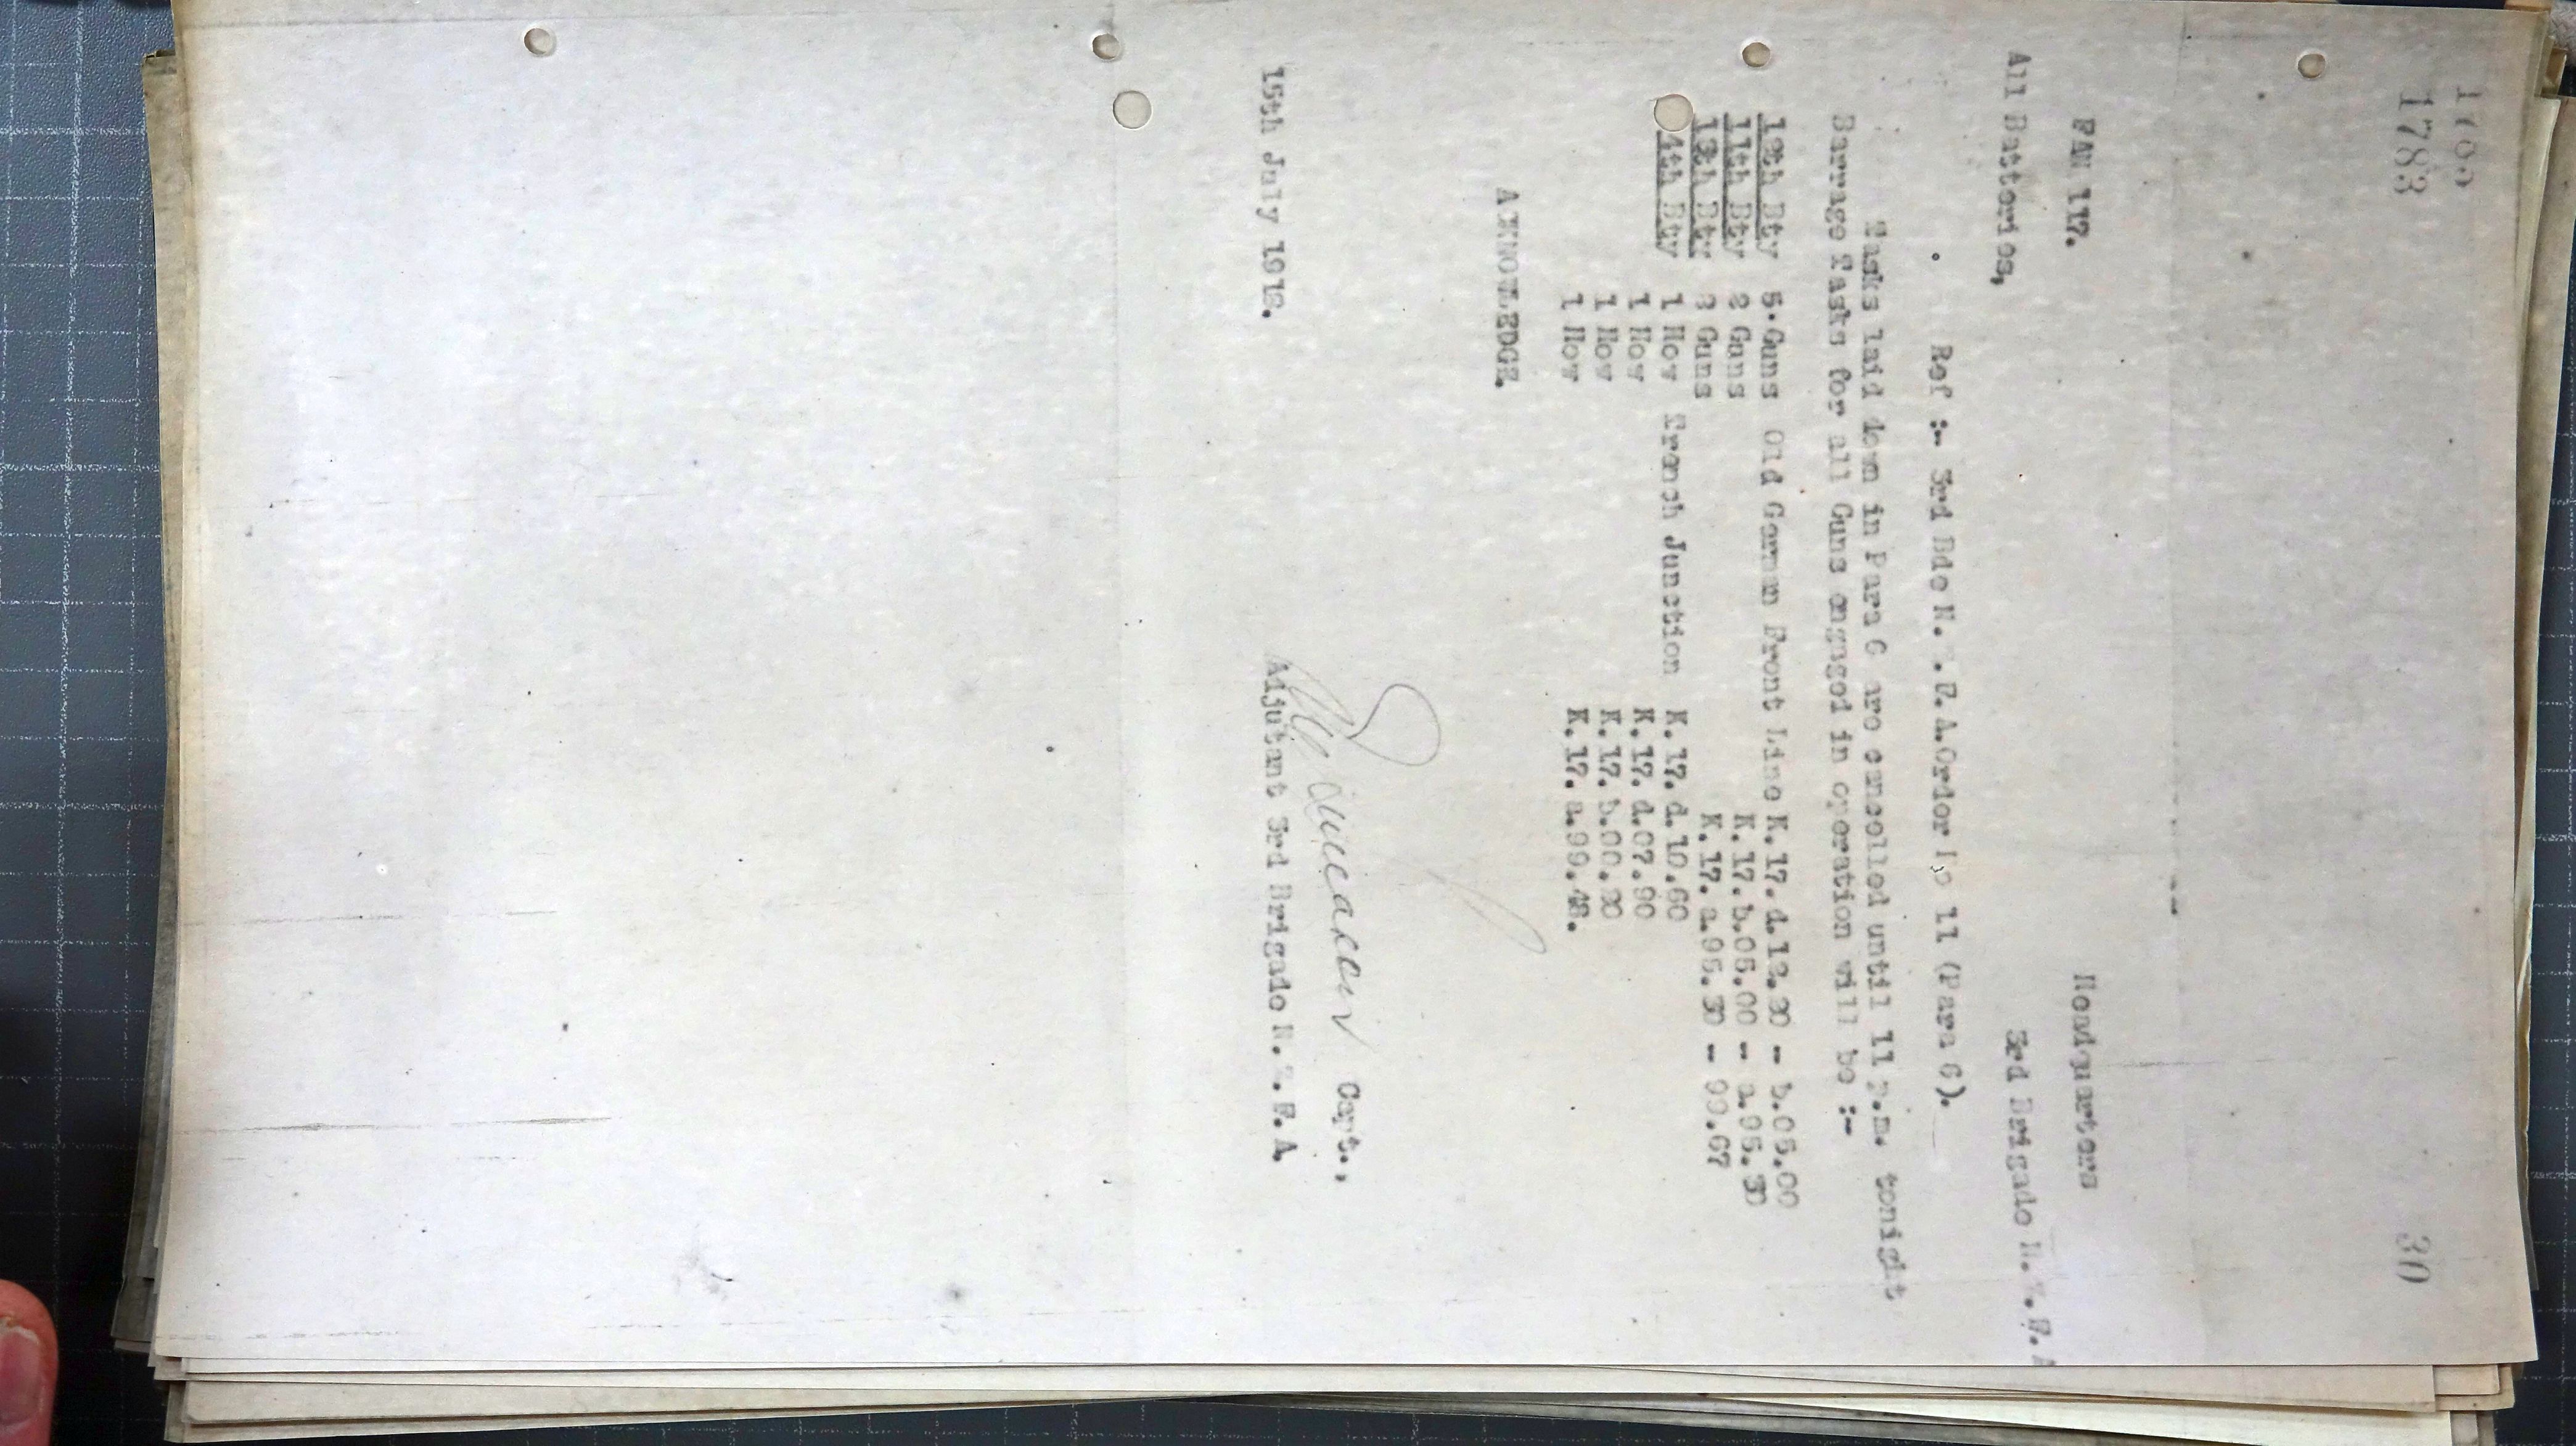 1783
30
FAN 117.
Headquarters
All Batteries,
3rd Brigade N. .F.
Ref :- 3rd Bde N. .F.A.Order No 11 (Para 6).
Tasks laid down in Para 6 are cancelled until 11 p.m. tonight
Barrage Tasks for all Guns engaged in operation will be :-
12th Bty 5 Guns Old German Front Line K.17.d.12.30 - b.05.00
11th Bty 2 Guns K.17.b.05.00 - a.95.30
13th Bty 3 Guns K.17.a.95.30 - 99.67
4th Bty 1 How Trench Junction K.17.d.10.60
1 How K.17.d.07.90
1 How K.17.b.00.20
1 How K.17.a.99.48.
ACKNOWLEDGE.
Capt.,
15th July 1918. Adjutant 3rd Brigade N. .F.A.